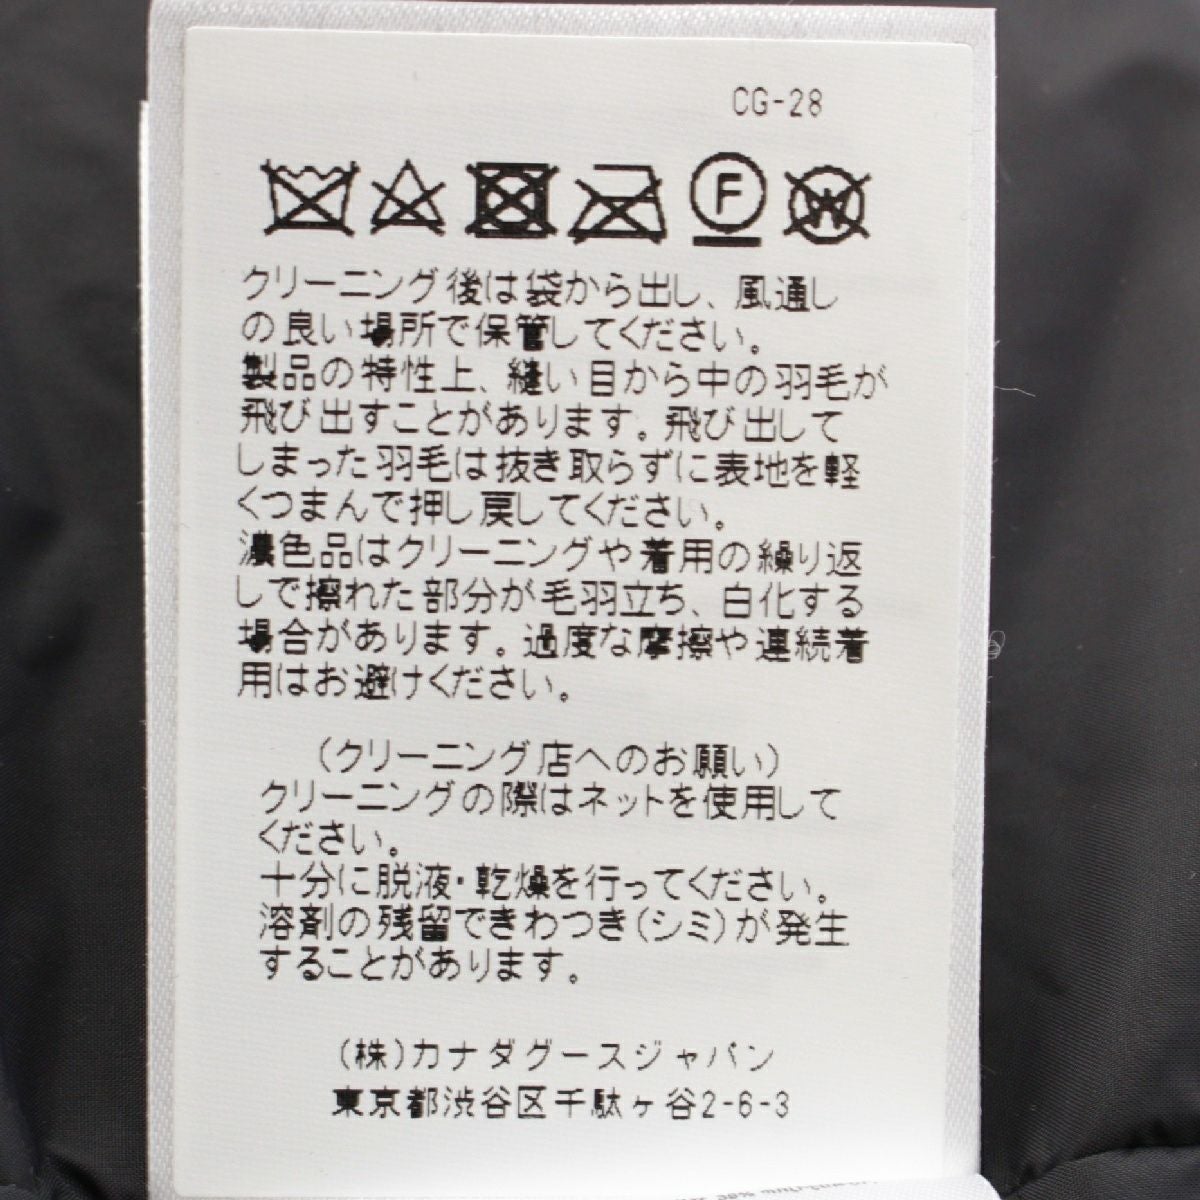 CG-28
F
W
クリーニング後は袋から出し、風通し
の良い場所で保管してください。
製品の特性上、縫い目から中の羽毛が
飛び出すことがあります。飛び出して
しまった羽毛は抜き取らずに表地を軽
くつまんで押し戻してください。
濃色品はクリーニングや着用の繰り返
しで擦れた部分が毛羽立ち、白化する
場合があります。過度な摩擦や連続着
用はお避けください。
(クリーニング店へのお願い)
クリーニングの際はネットを使用して
ください。
十分に脱液・乾燥を行ってください。
溶剤の残留できわつき(シミ)が発生
することがあります。
(株)カナダグースジャパン
東京都渋谷区千駄ヶ谷2-6-3